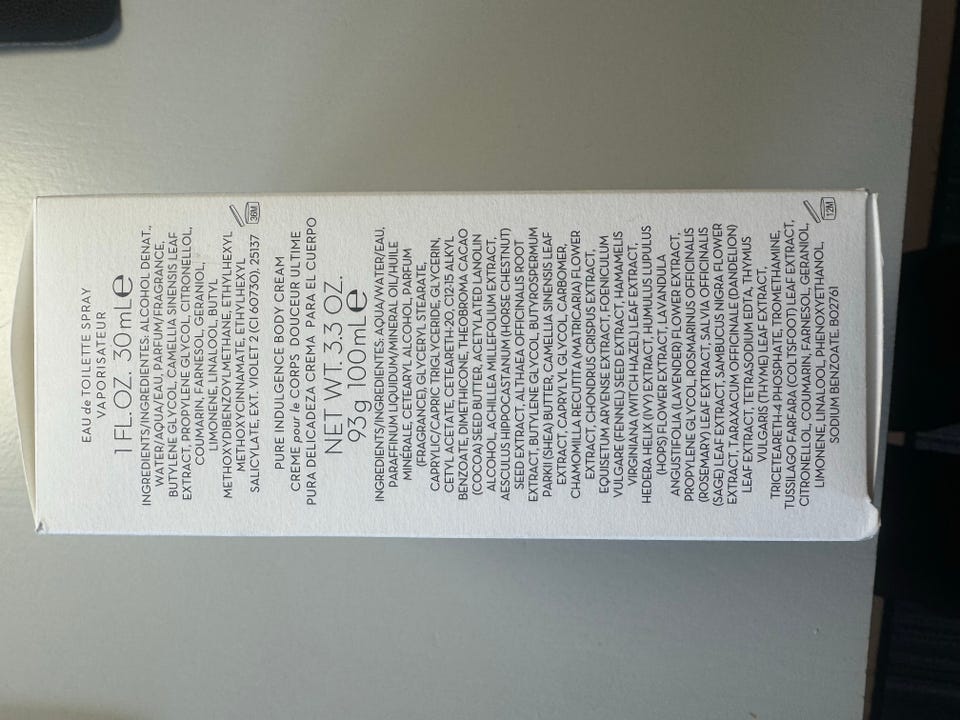 EAU de TOILETTE SPRAY
VAPORISATEUR
1 FL.OZ. 30 mL℮
INGREDIENTS/INGREDIENTES: ALCOHOL DENAT.,
WATER/AQUA/EAU, PARFUM/FRAGRANCE,
BUTYLENE GLYCOL, CAMELLIA SINENSIS LEAF
EXTRACT, PROPYLENE GLYCOL, CITRONELLOL,
COUMARIN, FARNESOL, GERANIOL,
LIMONENE, LINALOOL, BUTYL
METHOXYDIBENZOYLMETHANE, ETHYLHEXYL
METHOXYCINNAMATE, ETHYLHEXYL
SALICYLATE, EXT. VIOLET 2 (CI 60730), 25137
36M
PURE INDULGENCE BODY CREAM
CREME pour le CORPS DOUCEUR ULTIME
PURA DELICADEZA CREMA PARA EL CUERPO
NET WT. 3.3 OZ.
93g 100mL℮
INGREDIENTS/INGREDIENTES: AQUA/WATER/EAU,
PARAFFINUM LIQUIDUM/MINERAL OIL/HUILE
MINÉRALE, CETEARYL ALCOHOL, PARFUM
(FRAGRANCE), GLYCERYL STEARATE,
CAPRYLIC/CAPRIC TRIGLYCERIDE, GLYCERIN,
CETYL ACETATE, CETEARETH-20, C12-15 ALKYL
BENZOATE, DIMETHICONE, THEOBROMA CACAO
(COCOA) SEED BUTTER, ACETYLATED LANOLIN
ALCOHOL, ACHILLEA MILLEFOLIUM EXTRACT,
AESCULUS HIPOCASTANUM (HORSE CHESTNUT)
SEED EXTRACT, ALTHAEA OFFICINALIS ROOT
EXTRACT, BUTYLENE GLYCOL, BUTYROSPERMUM
PARKII (SHEA) BUTTER, CAMELLIA SINENSIS LEAF
EXTRACT, CAPRYLYL GLYCOL, CARBOMER,
CHAMOMILLA RECUTITA (MATRICARIA) FLOWER
EXTRACT, CHONDRUS CRISPUS EXTRACT,
EQUISETUM ARVENSE EXTRACT, FOENICULUM
VULGARE (FENNEL) SEED EXTRACT, HAMAMELIS
VIRGINIANA (WITCH HAZEL) LEAF EXTRACT,
HEDERA HELIX (IVY) EXTRACT, HUMULUS LUPULUS
(HOPS) FLOWER EXTRACT, LAVANDULA
ANGUSTIFOLIA (LAVENDER) FLOWER EXTRACT,
PROPYLENE GLYCOL, ROSMARINUS OFFICINALIS
(ROSEMARY) LEAF EXTRACT, SALVIA OFFICINALIS
(SAGE) LEAF EXTRACT, SAMBUCUS NIGRA FLOWER
EXTRACT, TARAXACUM OFFICINALE (DANDELION)
LEAF EXTRACT, TETRASODIUM EDTA, THYMUS
VULGARIS (THYME) LEAF EXTRACT,
TRICETEARETH-4 PHOSPHATE, TROMETHAMINE,
TUSSILAGO FARFARA (COLTSFOOT) LEAF EXTRACT,
CITRONELLOL, COUMARIN, FARNESOL, GERANIOL,
LIMONENE, LINALOOL, PHENOXYETHANOL,
SODIUM BENZOATE, B02761
12M